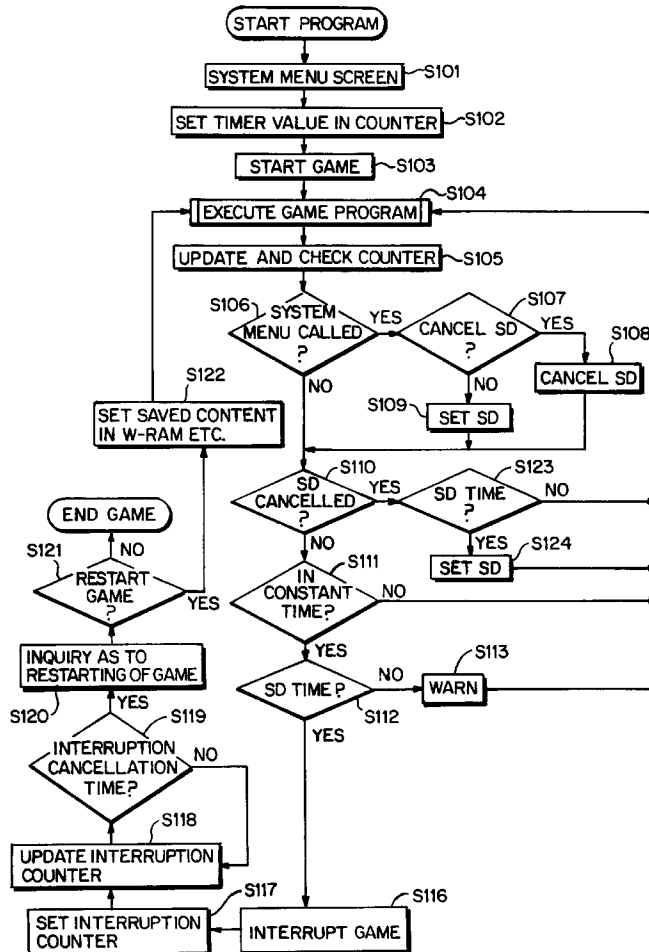 START PROGRAM
SYSTEM MENU SCREEN
S101
SET TIMER VALUE IN COUNTER
S102
START GAME
S103
EXECUTE GAME PROGRAM
S104
UPDATE AND CHECK COUNTER
S105
S106
SYSTEM
MENU CALLED
?
YES
NO
S107
CANCEL SD
?
YES
NO
S108
CANCEL SD
S109
SET SD
S122
SET SAVED CONTENT
IN W-RAM ETC.
S110
SD
CANCELLED
?
YES
NO
S123
SD TIME
?
NO
YES
S124
SET SD
END GAME
NO
S121
RESTART
GAME
?
YES
S111
IN
CONSTANT
TIME?
NO
YES
INQUIRY AS TO
RESTARTING OF GAME
S120
YES
SD TIME?
NO
S112
YES
S113
WARN
S119
INTERRUPTION
CANCELLATION
TIME?
NO
S118
UPDATE INTERRUPTION
COUNTER
S117
SET INTERRUPTION
COUNTER
S116
INTERRUPT GAME